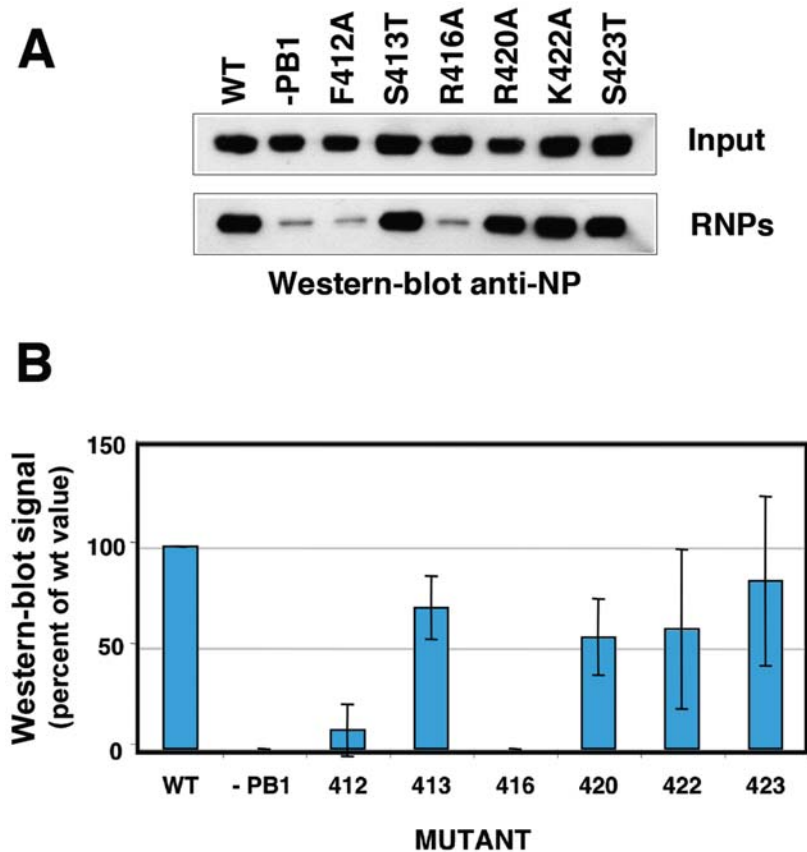 A
WT
-PB1
F412A
S413T
R416A
R420A
K422A
S423T
Input
RNPs
Western-blot anti-NP
B
Western-blot signal
(percent of wt value)
150
100
50
0
WT - PB1 412 413 416 420 422 423
MUTANT